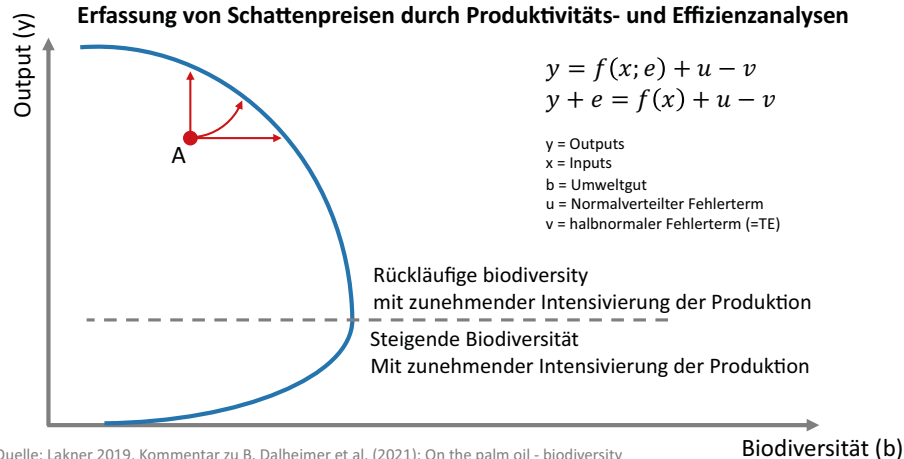 Erfassung von Schattenpreisen durch Produktivitäts- und Effizienzanalysen
Output (y)
y = f(x; e) + u − v
y + e = f(x) + u − v
y = Outputs
x = Inputs
b = Umweltgut
u = Normalverteilter Fehlerterm
v = halbnormaler Fehlerterm (=TE)
A
Rückläufige biodiversity
mit zunehmender Intensivierung der Produktion
Steigende Biodiversität
Mit zunehmender Intensivierung der Produktion
Biodiversität (b)
Quelle: Lakner 2019, Kommentar zu B. Dalheimer et al. (2021): On the palm oil - biodiversity